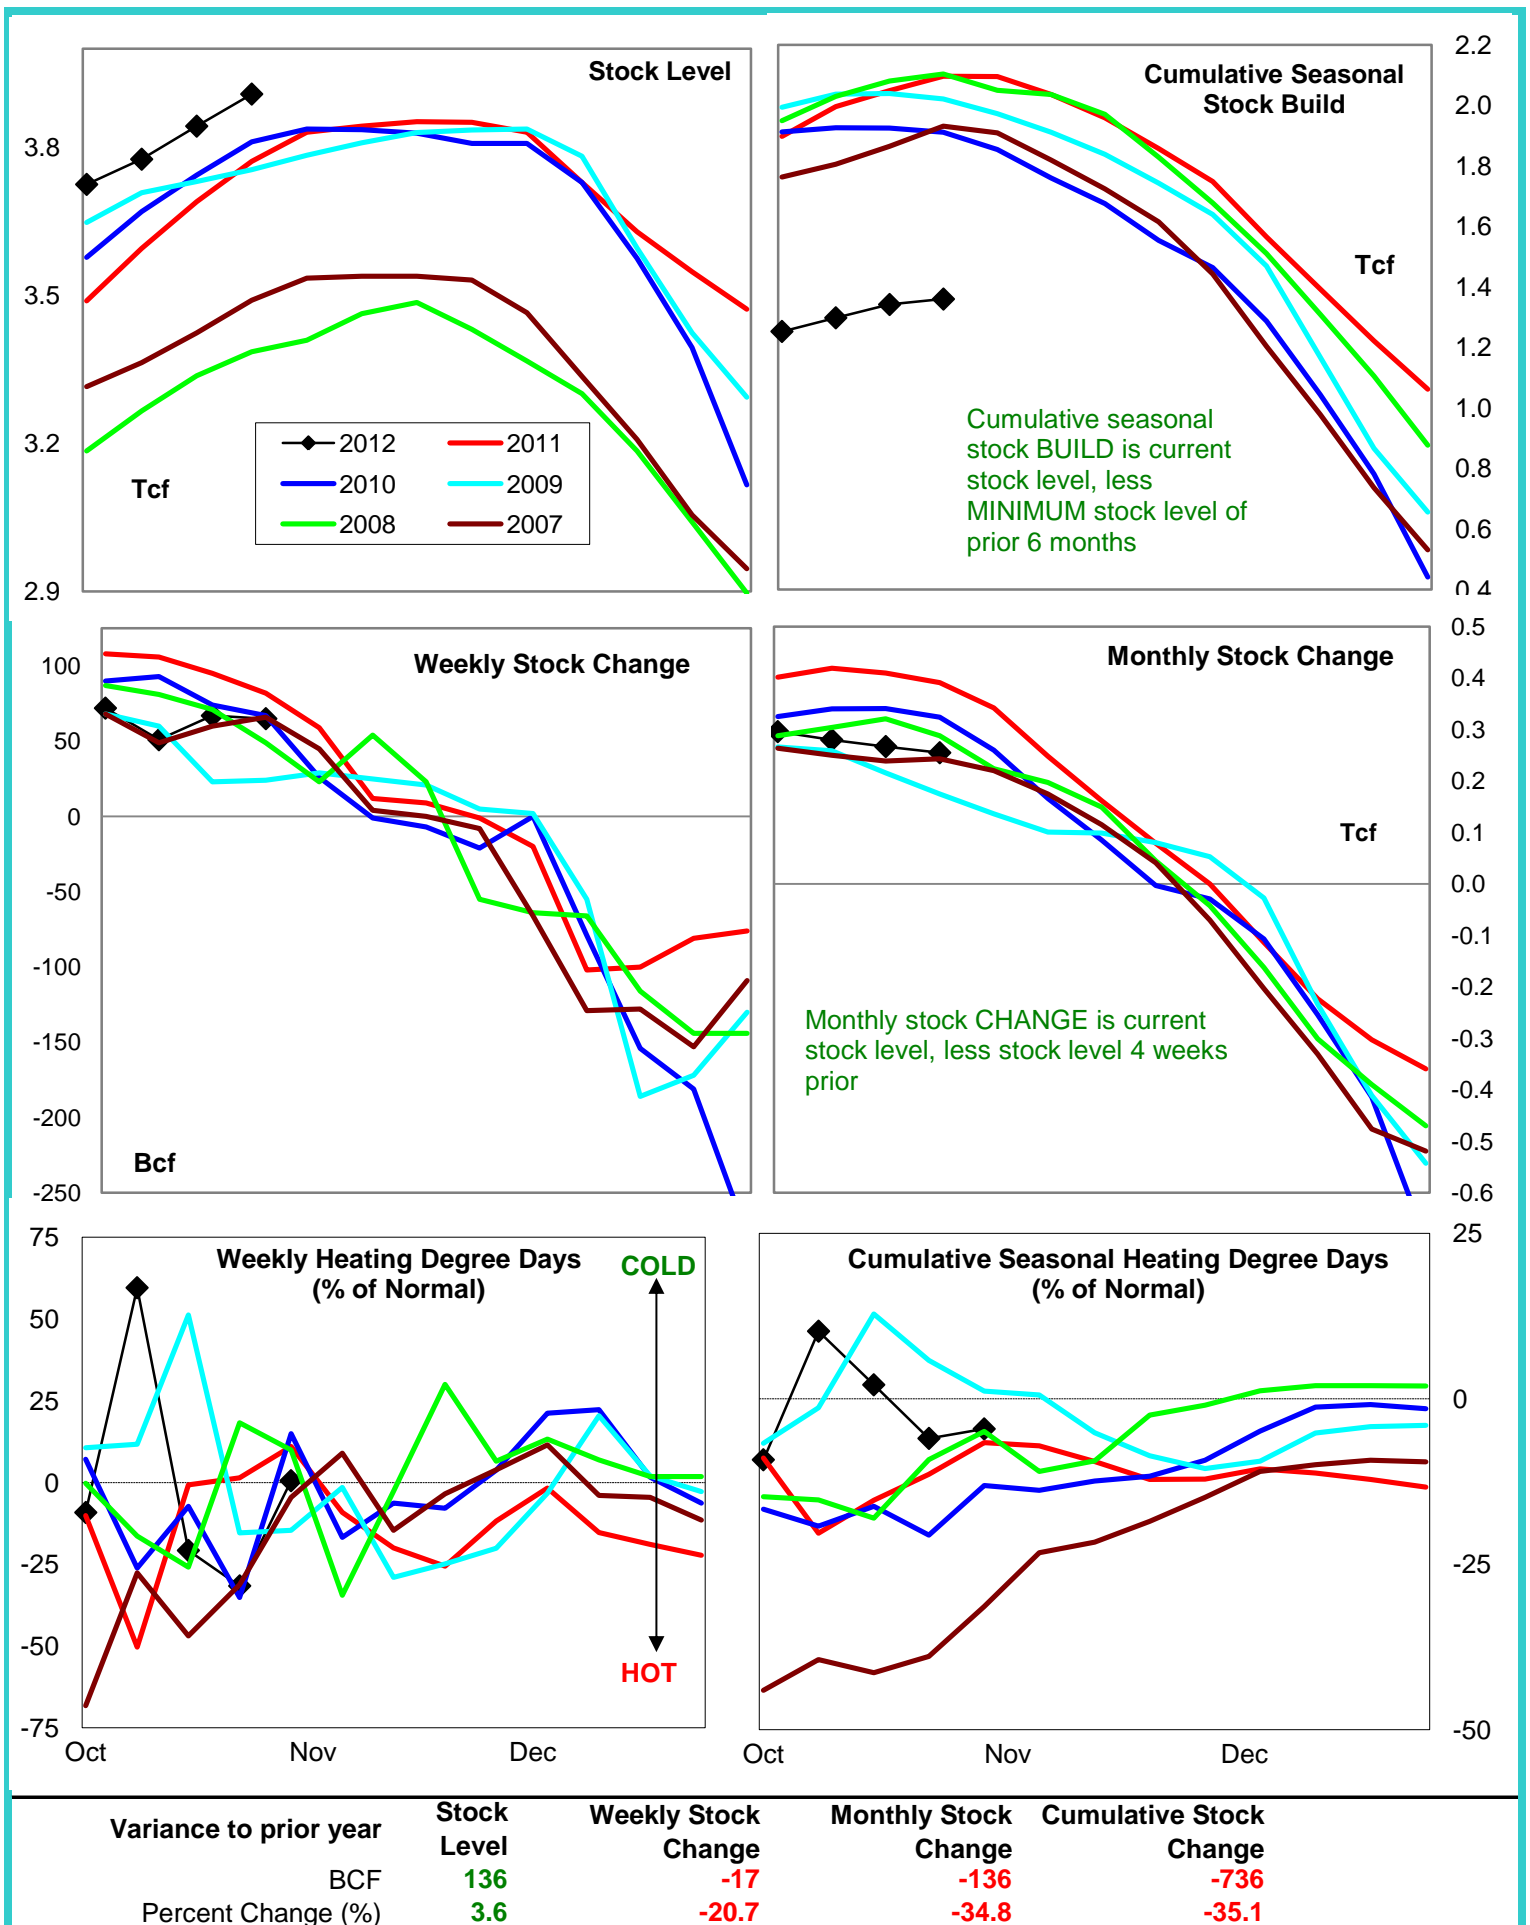 Stock Level
3.8
3.5
3.2
2.9
Tcf
2012
2011
2010
2009
2008
2007
Cumulative Seasonal
Stock Build
2.2
2.0
1.8
1.6
1.4
1.2
1.0
0.8
0.6
0.4
Tcf
Cumulative seasonal
stock BUILD is current
stock level, less
MINIMUM stock level of
prior 6 months
Weekly Stock Change
100
50
0
-50
-100
-150
-200
-250
Bcf
Monthly Stock Change
0.5
0.4
0.3
0.2
0.1
0.0
-0.1
-0.2
-0.3
-0.4
-0.5
-0.6
Tcf
Monthly stock CHANGE is current
stock level, less stock level 4 weeks
prior
Weekly Heating Degree Days
(% of Normal)
COLD
HOT
75
50
25
0
-25
-50
-75
Oct
Nov
Dec
Cumulative Seasonal Heating Degree Days
(% of Normal)
25
0
-25
-50
Oct
Nov
Dec
Variance to prior year
Stock
Level
Weekly Stock
Change
Monthly Stock
Change
Cumulative Stock
Change
BCF 136 -17 -136 -736
Percent Change (%) 3.6 -20.7 -34.8 -35.1